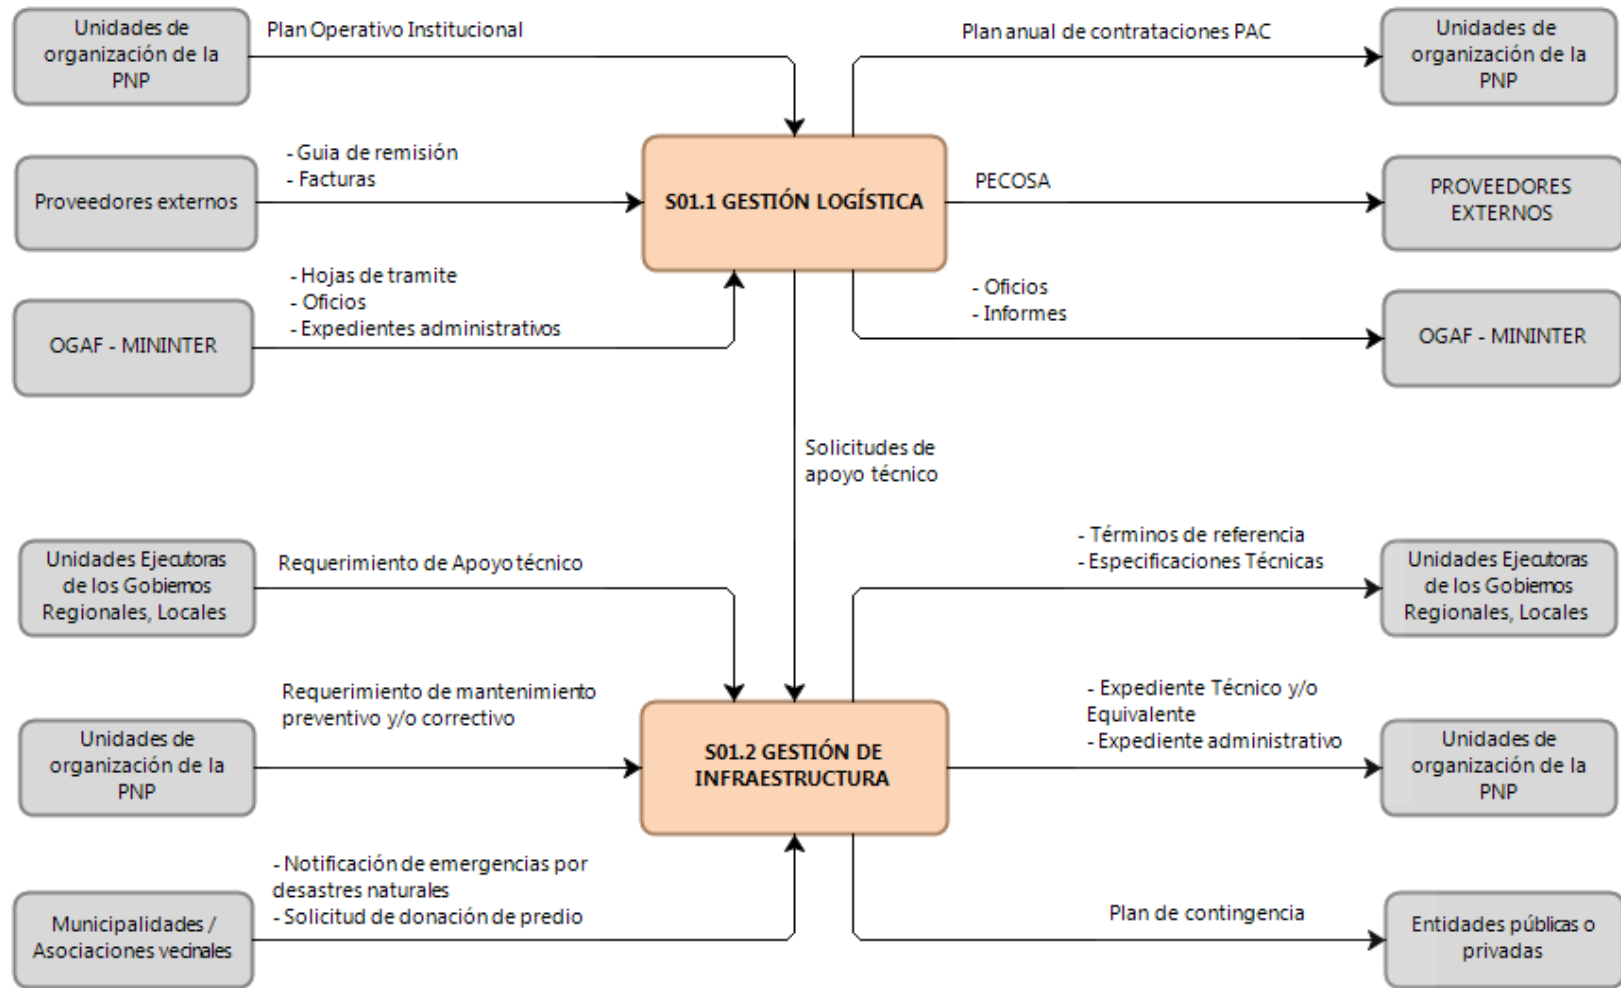 Unidades de
organización de la
PNP
Plan Operativo Institucional
Plan anual de contrataciones PAC
Unidades de
organización de la
PNP
Proveedores externos
- Guia de remisión
- Facturas
S01.1 GESTIÓN LOGÍSTICA
PECOSA
PROVEEDORES
EXTERNOS
OGAF - MININTER
- Hojas de tramite
- Oficios
- Expedientes administrativos
- Oficios
- Informes
OGAF - MININTER
Solicitudes de
apoyo técnico
Unidades Ejecutoras
de los Gobiernos
Regionales, Locales
Requerimiento de Apoyo técnico
- Términos de referencia
- Especificaciones Técnicas
Unidades Ejecutoras
de los Gobiernos
Regionales, Locales
Unidades de
organización de la
PNP
Requerimiento de mantenimiento
preventivo y/o correctivo
S01.2 GESTIÓN DE
INFRAESTRUCTURA
- Expediente Técnico y/o
Equivalente
- Expediente administrativo
Unidades de
organización de la
PNP
Municipalidades /
Asociaciones vecinales
- Notificación de emergencias por
desastres naturales
- Solicitud de donación de predio
Plan de contingencia
Entidades públicas o
privadas